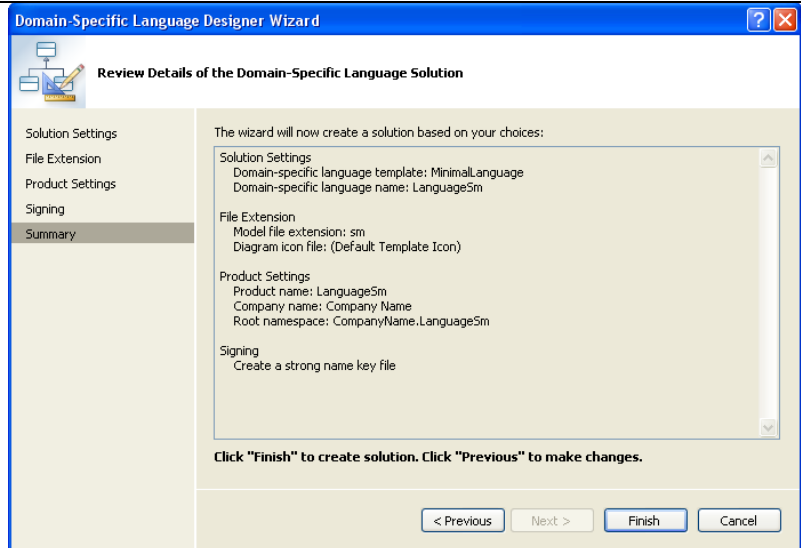 Domain-Specific Language Designer Wizard
Review Details of the Domain-Specific Language Solution
Solution Settings
File Extension
Product Settings
Signing
Summary
The wizard will now create a solution based on your choices:
Solution Settings
Domain-specific language template: MinimalLanguage
Domain-specific language name: LanguageSm
File Extension
Model file extension: sm
Diagram icon file: (Default Template Icon)
Product Settings
Product name: LanguageSm
Company name: Company Name
Root namespace: CompanyName.LanguageSm
Signing
Create a strong name key file
Click "Finish" to create solution. Click "Previous" to make changes.
< Previous Next > Finish Cancel